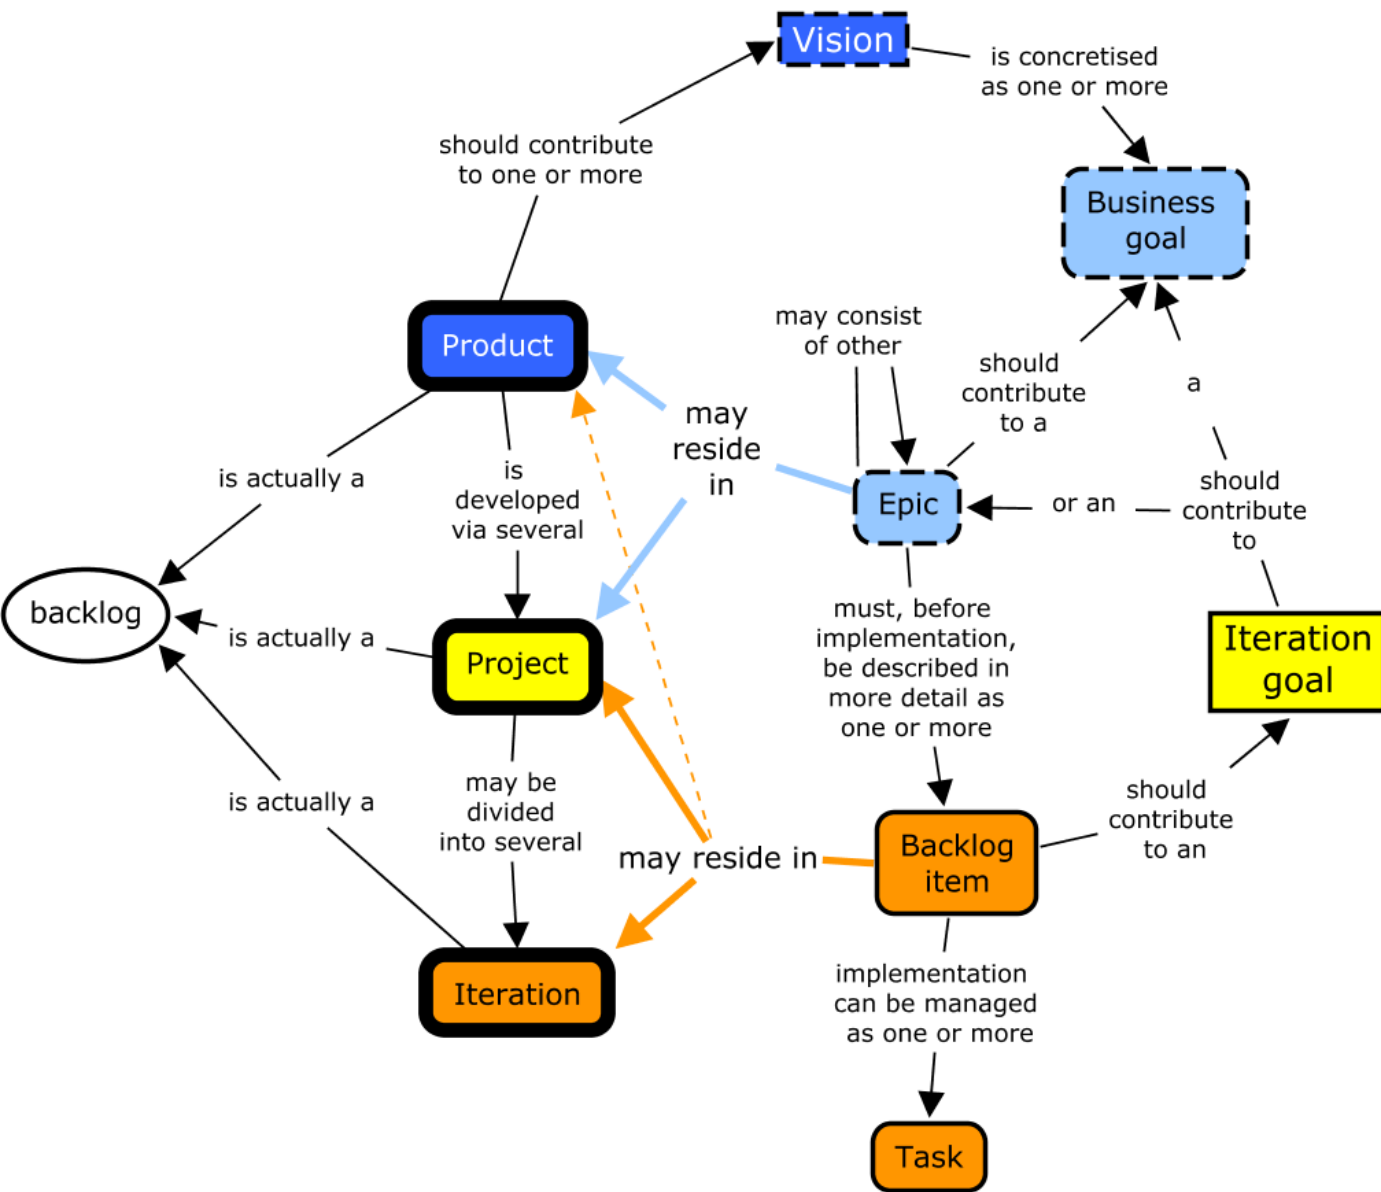 Vision
is concretised
as one or more
should contribute
to one or more
Business
goal
Product
may consist
of other
should
contribute
to a
a
may
reside
in
is actually a
is
developed
via several
Epic
or an
should
contribute
to
backlog
must, before
implementation,
be described in
more detail as
one or more
is actually a
Project
Iteration
goal
may be
divided
into several
is actually a
should
contribute
to an
may reside in
Backlog
item
Iteration
implementation
can be managed
as one or more
Task